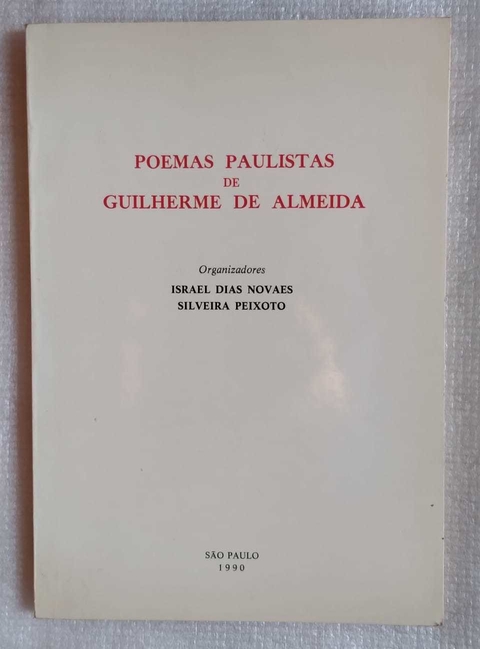 POEMAS PAULISTAS
DE
GUILHERME DE ALMEIDA
Organizadores
ISRAEL DIAS NOVAES
SILVEIRA PEIXOTO
SÃO PAULO
1990